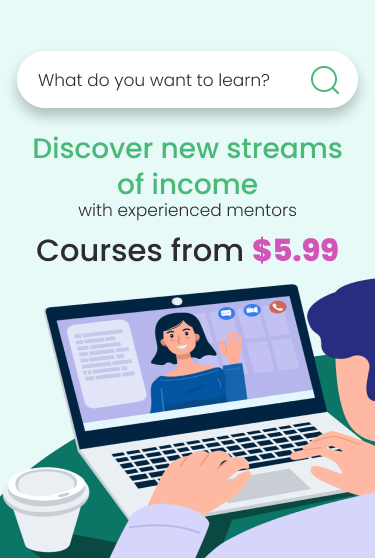 What do you want to learn?
Discover new streams
of income
with experienced mentors
Courses from $5.99